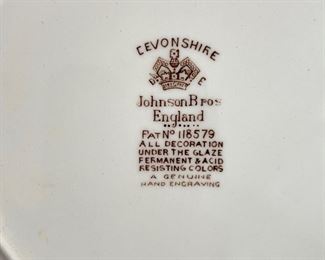 DEVONSHIRE
Johnson Bros
England
PAT Nº 118579
ALL DECORATION
UNDER THE GLAZE
PERMANENT & ACID
RESISTING COLORS
A GENUINE
HAND ENGRAVING